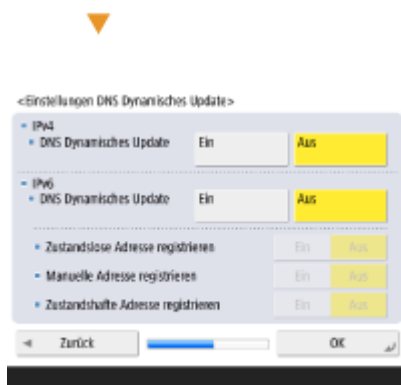 <Einstellungen DNS Dynamisches Update>
IPv4
DNS Dynamisches Update Ein Aus
IPv6
DNS Dynamisches Update Ein Aus
Zustandslose Adresse registrieren Ein Aus
Manuelle Adresse registrieren Ein Aus
Zustandshafte Adresse registrieren Ein Aus
Zurück OK